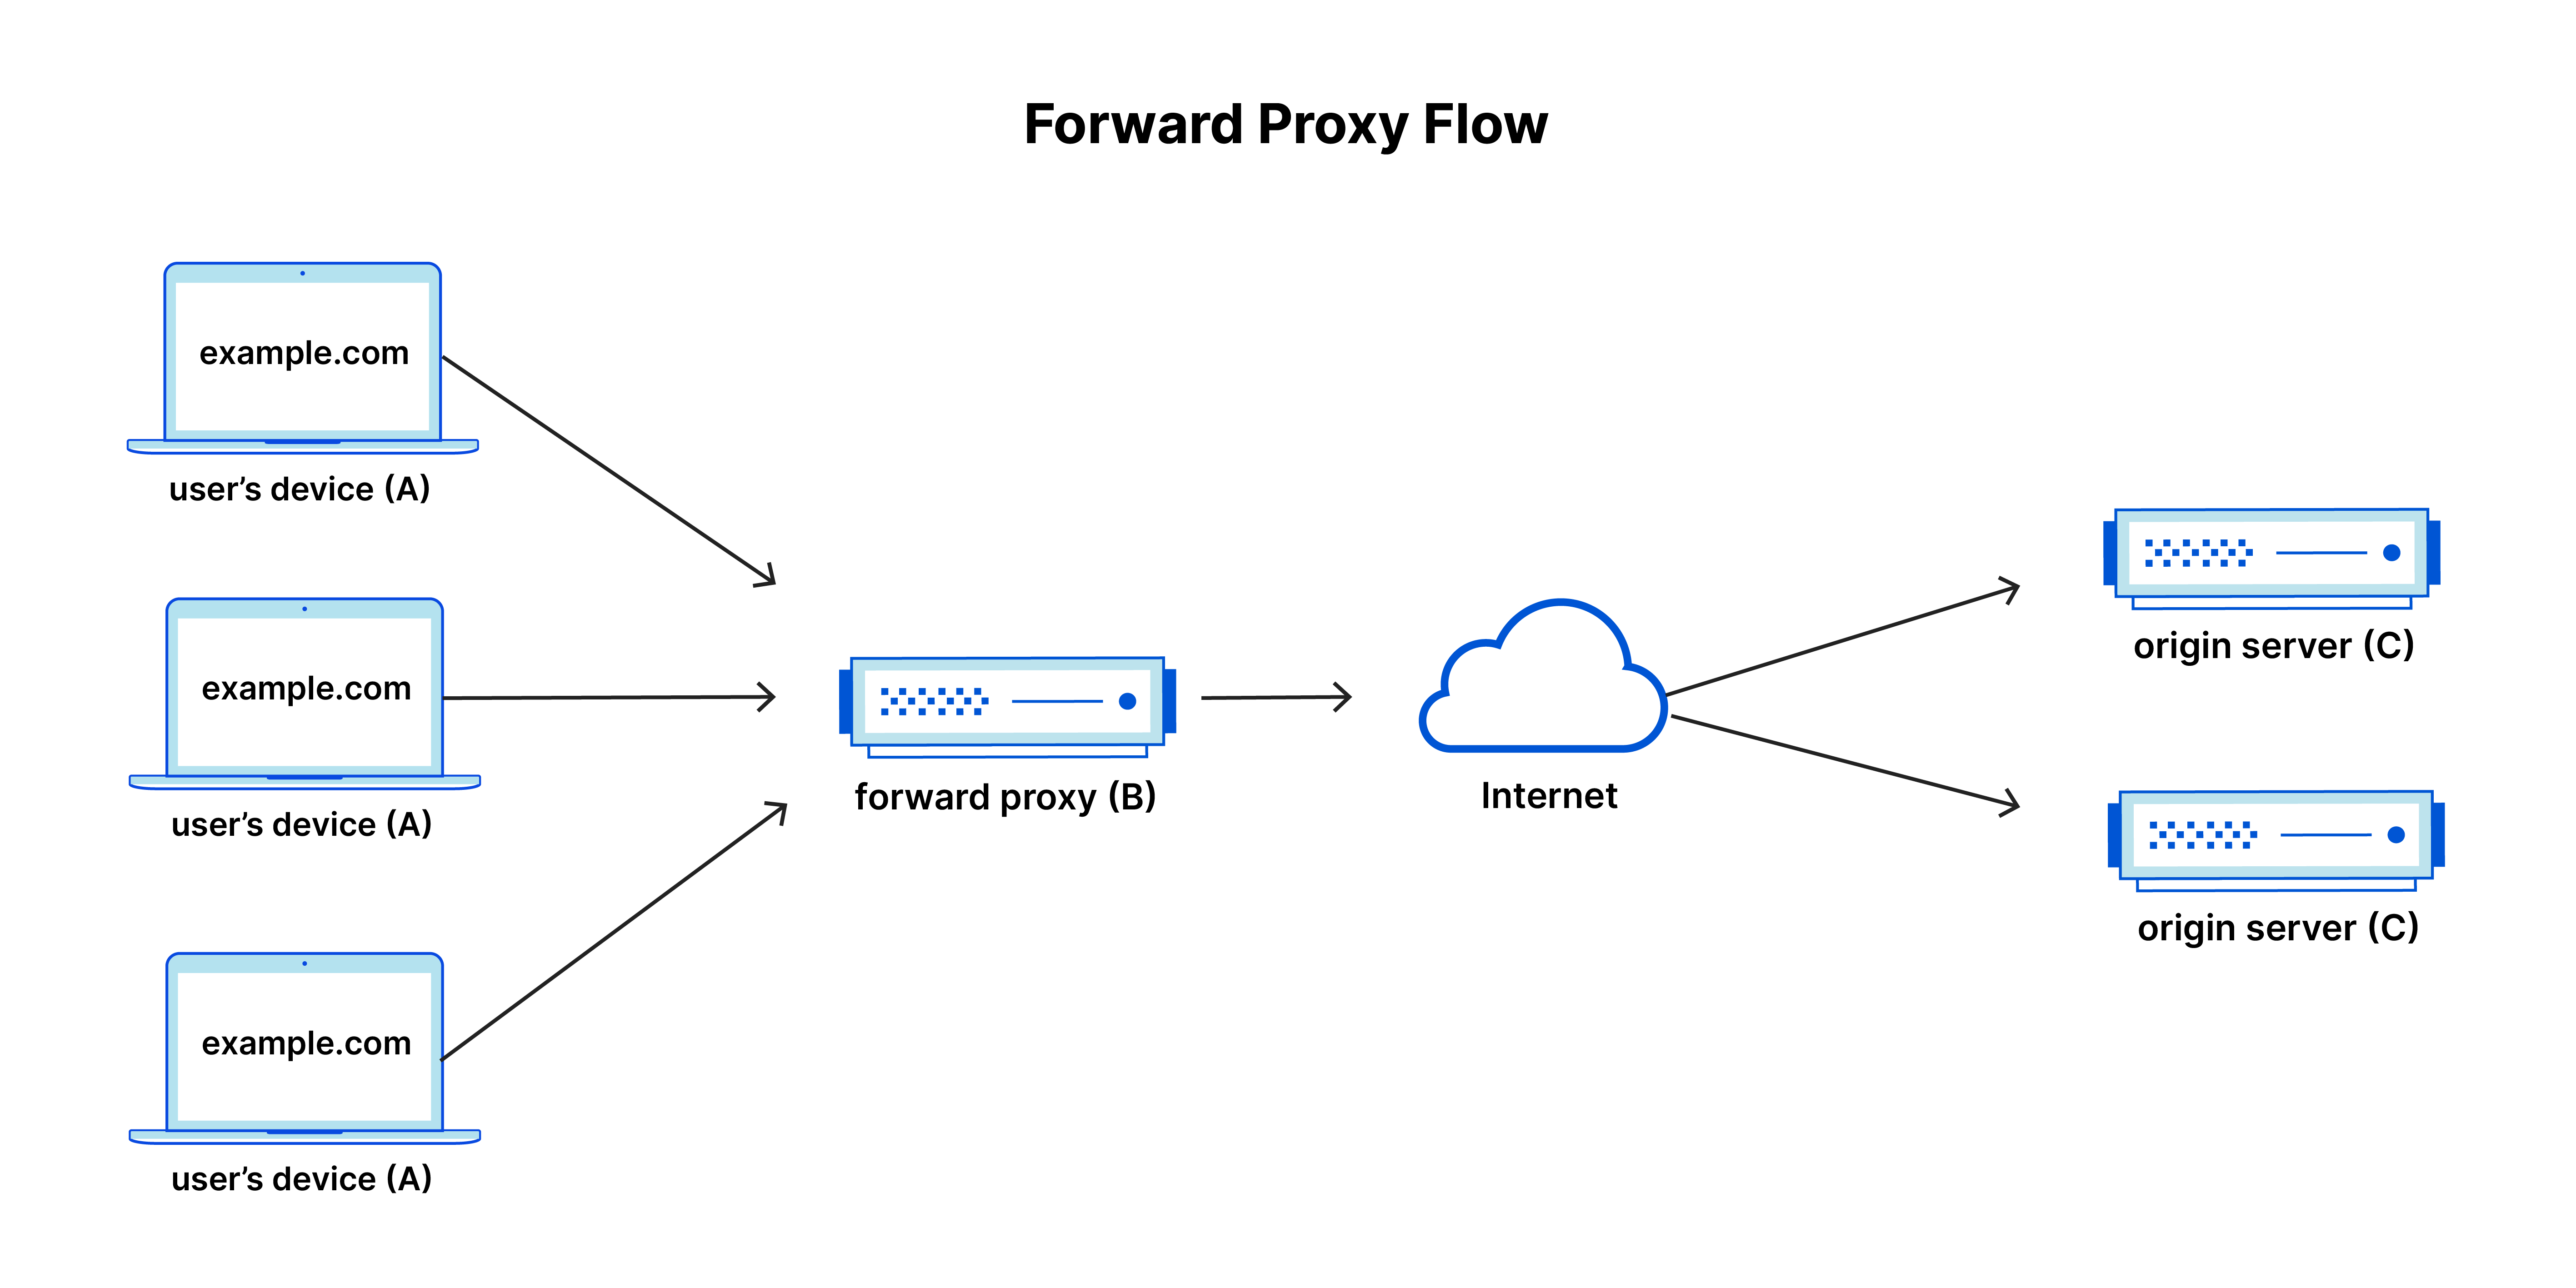 Forward Proxy Flow
example.com
user’s device (A)
example.com
user’s device (A)
example.com
user’s device (A)
forward proxy (B)
Internet
origin server (C)
origin server (C)